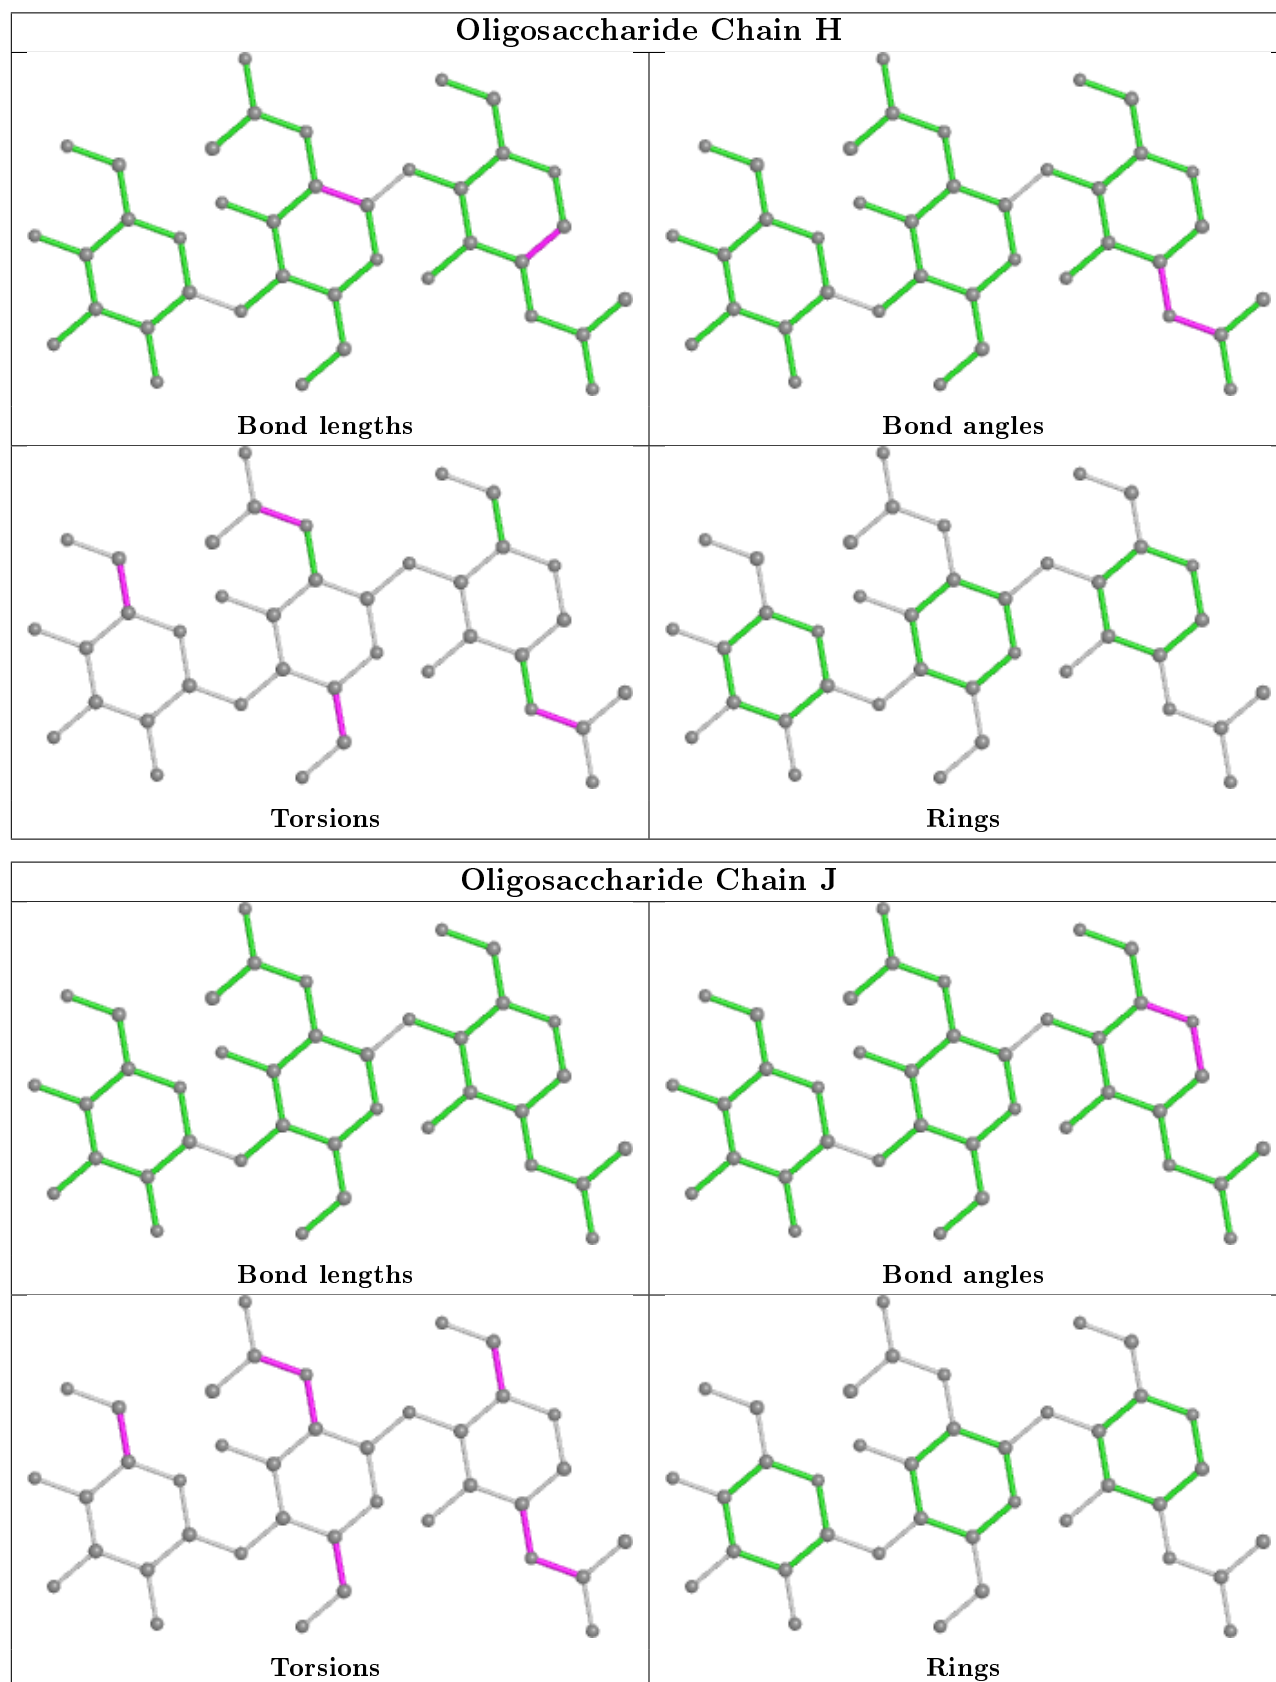 Oligosaccharide Chain H
Bond lengths
Bond angles
Torsions
Rings
Oligosaccharide Chain J
Bond lengths
Bond angles
Torsions
Rings